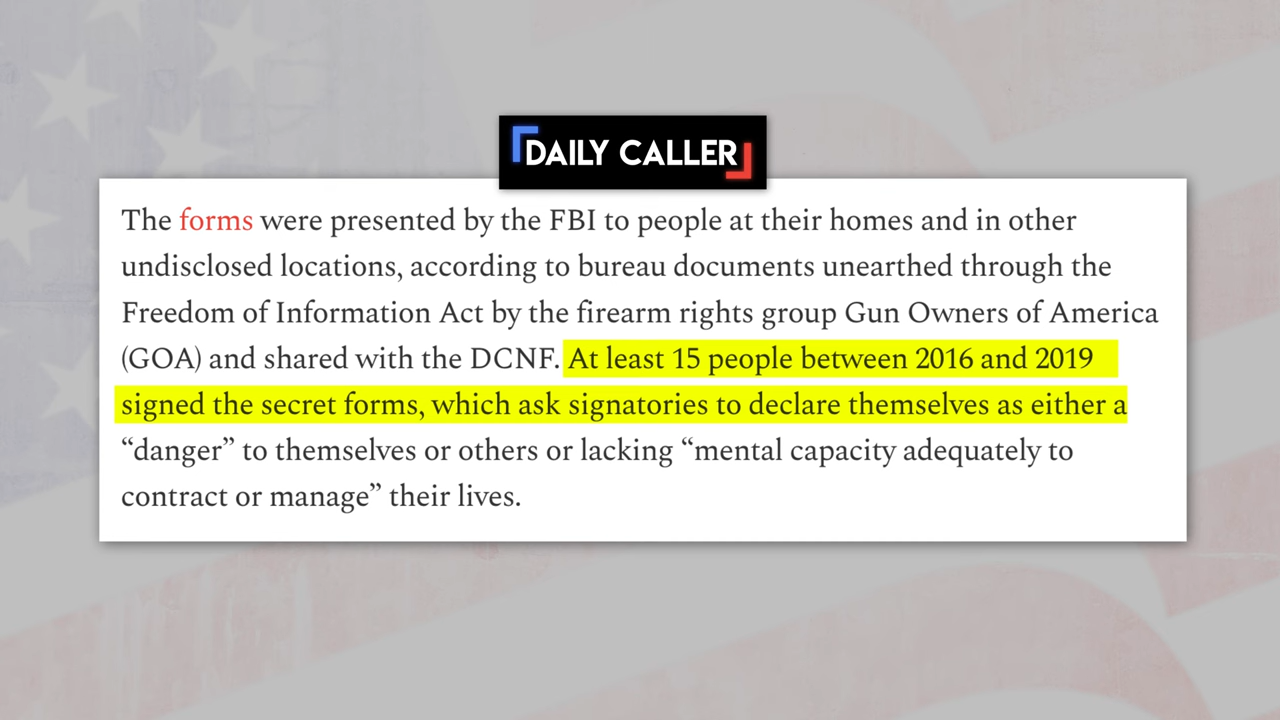 DAILY CALLER
The forms were presented by the FBI to people at their homes and in other
undisclosed locations, according to bureau documents unearthed through the
Freedom of Information Act by the firearm rights group Gun Owners of America
(GOA) and shared with the DCNF. At least 15 people between 2016 and 2019
signed the secret forms, which ask signatories to declare themselves as either a
“danger” to themselves or others or lacking “mental capacity adequately to
contract or manage” their lives.